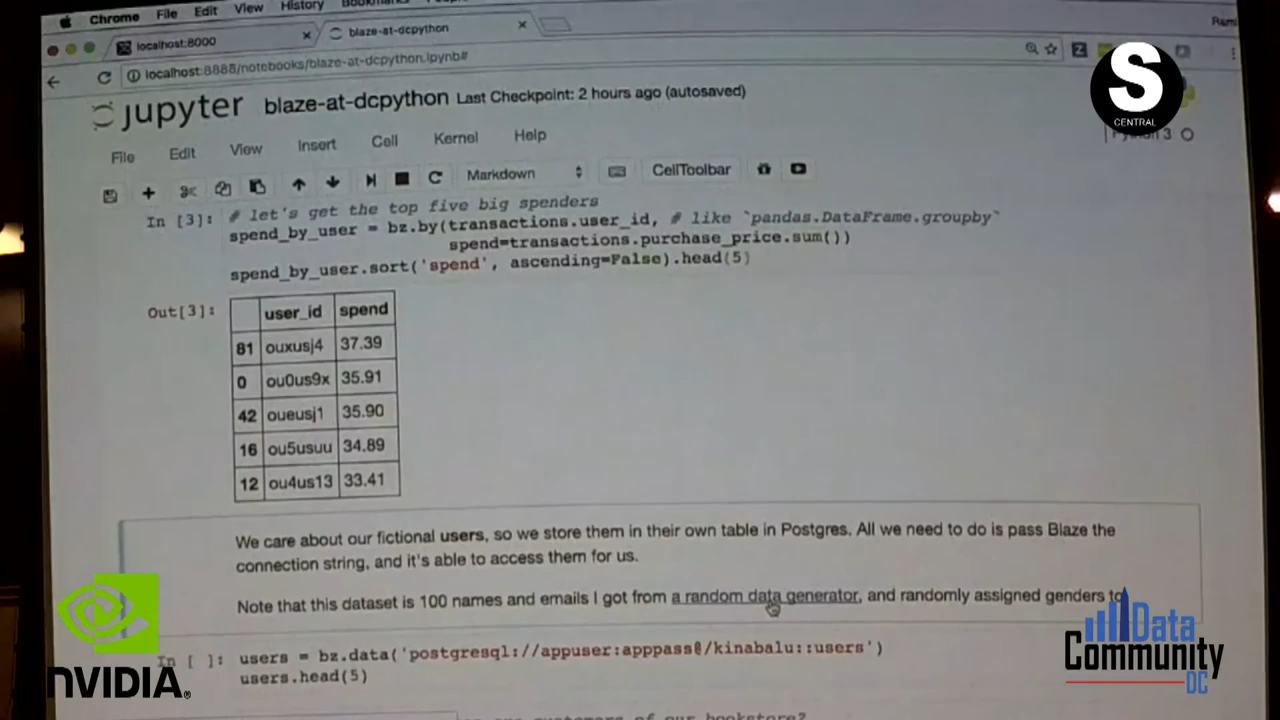 Chrome File Edit View History
localhost:8000
blaze-at-dcpython
localhost:8888/notebooks/blaze-at-dcpython.ipynb#
jupyter blaze-at-dcpython Last Checkpoint: 2 hours ago (autosaved)
S
CENTRAL
File Edit View Insert Cell Kernel Help
Python 3
Markdown
CellToolbar
In [3]: # let's get the top five big spenders
spend_by_user = bz.by(transactions.user_id, # like `pandas.DataFrame.groupby`
spend=transactions.purchase_price.sum())
spend_by_user.sort('spend', ascending=False).head(5)
Out[3]:
user_id spend
81 ouxusj4 37.39
0 ou0us9x 35.91
42 oueusj1 35.90
16 ou5usuu 34.89
12 ou4us13 33.41
We care about our fictional users, so we store them in their own table in Postgres. All we need to do is pass Blaze the
connection string, and it's able to access them for us.
Note that this dataset is 100 names and emails I got from a random data generator, and randomly assigned genders to
In [ ]: users = bz.data('postgresql://appuser:apppass@/kinabalu::users')
users.head(5)
customers of our bookstore?
NVIDIA.
Data
Community
DC